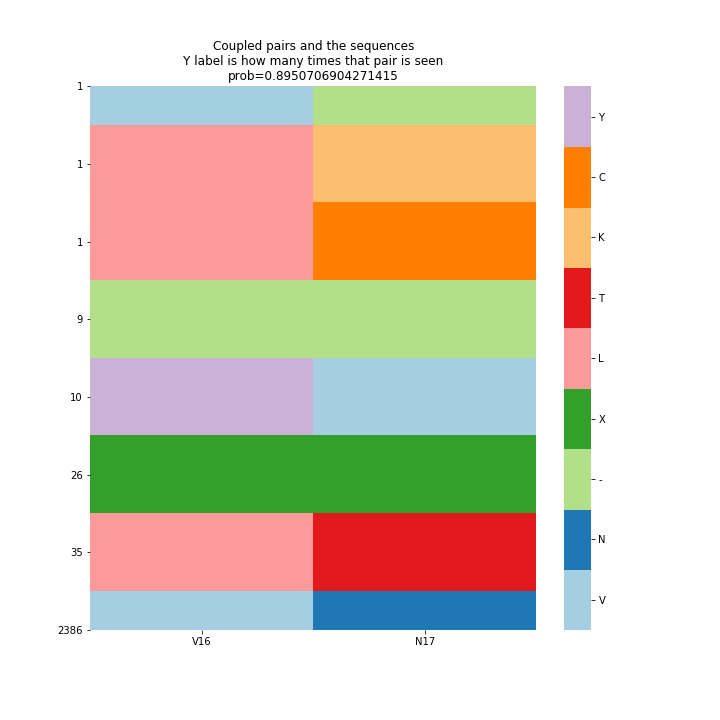 Coupled pairs and the sequences
Y label is how many times that pair is seen
prob=0.8950706904271415
1
1
1
9
10
26
35
2386
V16 N17
Y
C
K
T
L
X
-
N
V